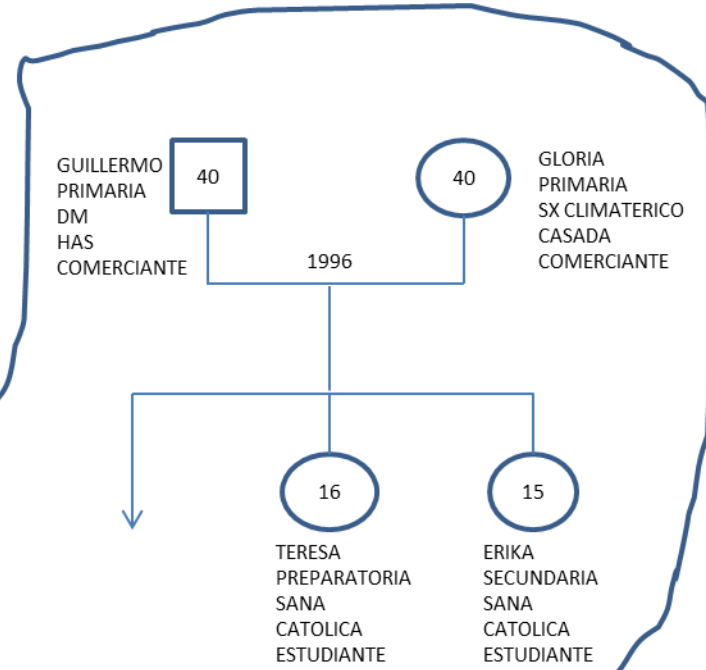 GUILLERMO
PRIMARIA
DM
HAS
COMERCIANTE
40
40
GLORIA
PRIMARIA
SX CLIMATERICO
CASADA
COMERCIANTE
1996
16
TERESA
PREPARATORIA
SANA
CATOLICA
ESTUDIANTE
15
ERIKA
SECUNDARIA
SANA
CATOLICA
ESTUDIANTE